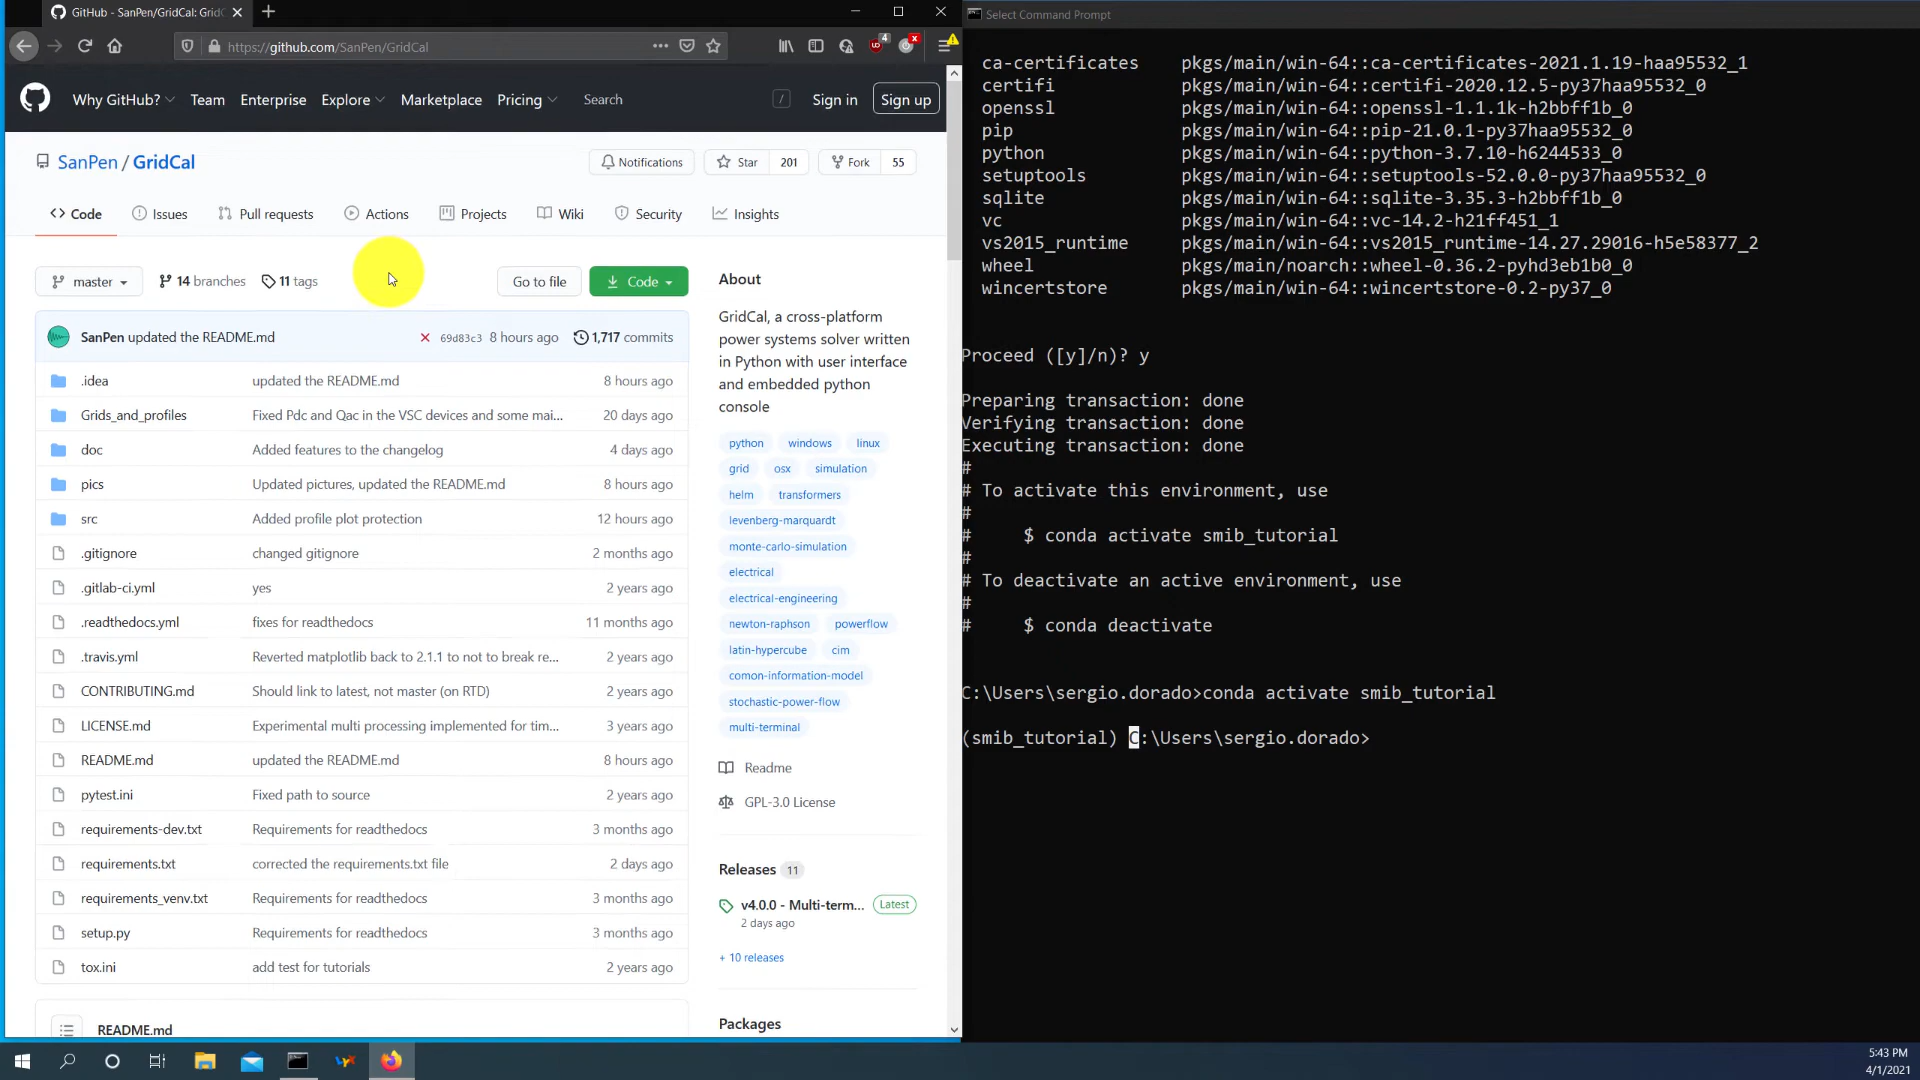 GitHub - SanPen/GridCal: Grid
https://github.com/SanPen/GridCal
4
Why GitHub?
Team
Enterprise
Explore
Marketplace
Pricing
Search
/
Sign in
Sign up
SanPen / GridCal
Notifications
Star 201
Fork 55
Code
Issues
Pull requests
Actions
Projects
Wiki
Security
Insights
master
14 branches
11 tags
Go to file
Code
SanPen updated the README.md 69d83c3 8 hours ago 1,717 commits
.idea updated the README.md 8 hours ago
Grids_and_profiles Fixed Pdc and Qac in the VSC devices and some mai... 20 days ago
doc Added features to the changelog 4 days ago
pics Updated pictures, updated the README.md 8 hours ago
src Added profile plot protection 12 hours ago
.gitignore changed gitignore 2 months ago
.gitlab-ci.yml yes 2 years ago
.readthedocs.yml fixes for readthedocs 11 months ago
.travis.yml Reverted matplotlib back to 2.1.1 to not to break re... 2 years ago
CONTRIBUTING.md Should link to latest, not master (on RTD) 2 years ago
LICENSE.md Experimental multi processing implemented for tim... 3 years ago
README.md updated the README.md 8 hours ago
pytest.ini Fixed path to source 2 years ago
requirements-dev.txt Requirements for readthedocs 3 months ago
requirements.txt corrected the requirements.txt file 2 days ago
requirements_venv.txt Requirements for readthedocs 3 months ago
setup.py Requirements for readthedocs 3 months ago
tox.ini add test for tutorials 2 years ago
README.md
About
GridCal, a cross-platform
power systems solver written
in Python with user interface
and embedded python
console
python windows linux
grid osx simulation
helm transformers
levenberg-marquardt
monte-carlo-simulation
electrical
electrical-engineering
newton-raphson powerflow
latin-hypercube cim
comon-information-model
stochastic-power-flow
multi-terminal
Readme
GPL-3.0 License
Releases 11
v4.0.0 - Multi-term... Latest
2 days ago
+ 10 releases
Packages
Select Command Prompt
ca-certificates pkgs/main/win-64::ca-certificates-2021.1.19-haa95532_1
certifi pkgs/main/win-64::certifi-2020.12.5-py37haa95532_0
openssl pkgs/main/win-64::openssl-1.1.1k-h2bbff1b_0
pip pkgs/main/win-64::pip-21.0.1-py37haa95532_0
python pkgs/main/win-64::python-3.7.10-h6244533_0
setuptools pkgs/main/win-64::setuptools-52.0.0-py37haa95532_0
sqlite pkgs/main/win-64::sqlite-3.35.3-h2bbff1b_0
vc pkgs/main/win-64::vc-14.2-h21ff451_1
vs2015_runtime pkgs/main/win-64::vs2015_runtime-14.27.29016-h5e58377_2
wheel pkgs/main/noarch::wheel-0.36.2-pyhd3eb1b0_0
wincertstore pkgs/main/win-64::wincertstore-0.2-py37_0
Proceed ([y]/n)? y
Preparing transaction: done
Verifying transaction: done
Executing transaction: done
#
# To activate this environment, use
#
# $ conda activate smib_tutorial
#
# To deactivate an active environment, use
#
# $ conda deactivate
C:\Users\sergio.dorado>conda activate smib_tutorial
(smib_tutorial) C:\Users\sergio.dorado>
5:43 PM
4/1/2021